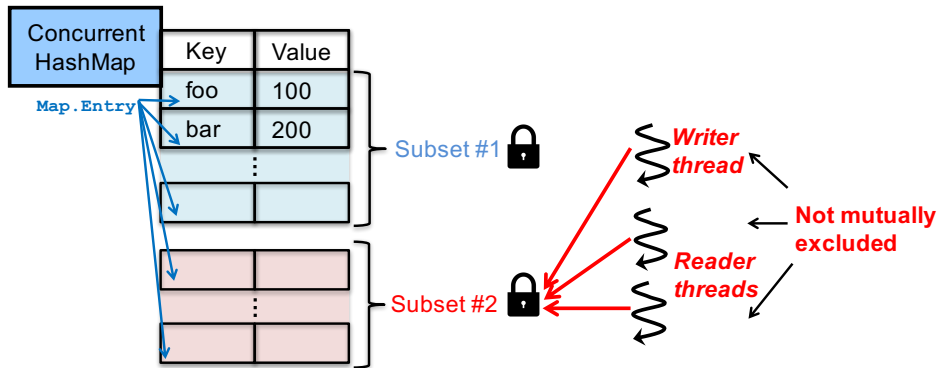 Concurrent
HashMap
Key Value
foo 100
Map.Entry
bar 200
⋮
Subset #1
Writer
thread
Not mutually
excluded
Reader
threads
⋮
Subset #2